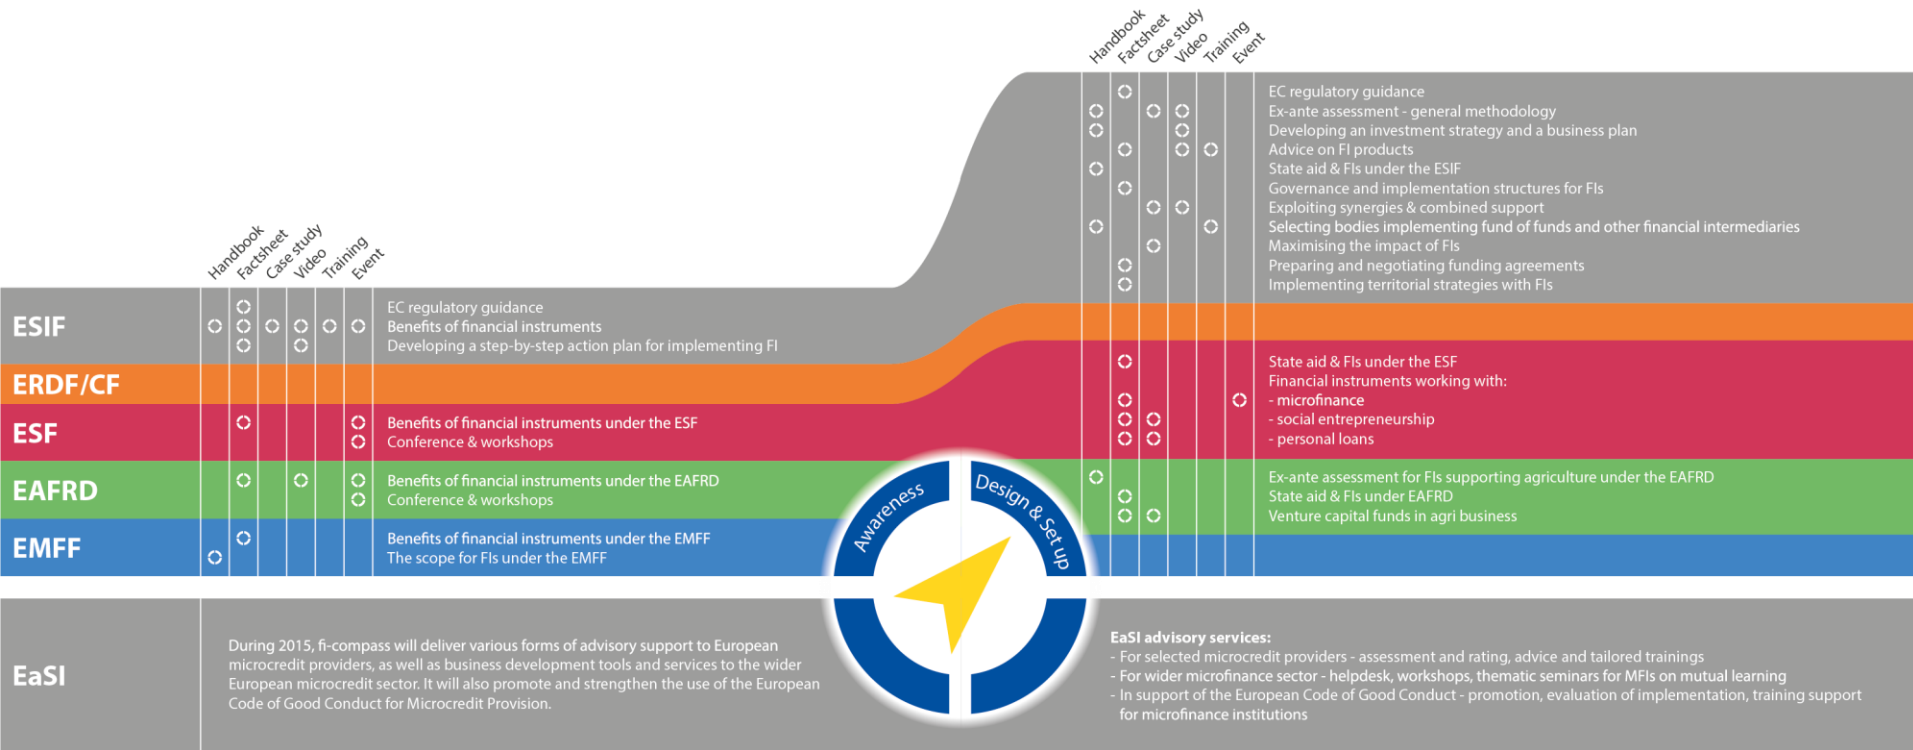 Handbook
Factsheet
Case study
Video
Training
Event
ESIF
EC regulatory guidance
Benefits of financial instruments
Developing a step-by-step action plan for implementing FI
ERDF/CF
ESF
Benefits of financial instruments under the ESF
Conference & workshops
EAFRD
Benefits of financial instruments under the EAFRD
Conference & workshops
EMFF
Benefits of financial instruments under the EMFF
The scope for FIs under the EMFF
Awareness
Design & Set up
Handbook
Factsheet
Case study
Video
Training
Event
EC regulatory guidance
Ex-ante assessment - general methodology
Developing an investment strategy and a business plan
Advice on FI products
State aid & FIs under the ESIF
Governance and implementation structures for FIs
Exploiting synergies & combined support
Selecting bodies implementing fund of funds and other financial intermediaries
Maximising the impact of FIs
Preparing and negotiating funding agreements
Implementing territorial strategies with FIs
State aid & FIs under the ESF
Financial instruments working with:
- microfinance
- social entrepreneurship
- personal loans
Ex-ante assessment for FIs supporting agriculture under the EAFRD
State aid & FIs under EAFRD
Venture capital funds in agri business
EaSI
During 2015, fi-compass will deliver various forms of advisory support to European
microcredit providers, as well as business development tools and services to the wider
European microcredit sector. It will also promote and strengthen the use of the European
Code of Good Conduct for Microcredit Provision.
EaSI advisory services:
- For selected microcredit providers - assessment and rating, advice and tailored trainings
- For wider microfinance sector - helpdesk, workshops, thematic seminars for MFIs on mutual learning
- In support of the European Code of Good Conduct - promotion, evaluation of implementation, training support
for microfinance institutions